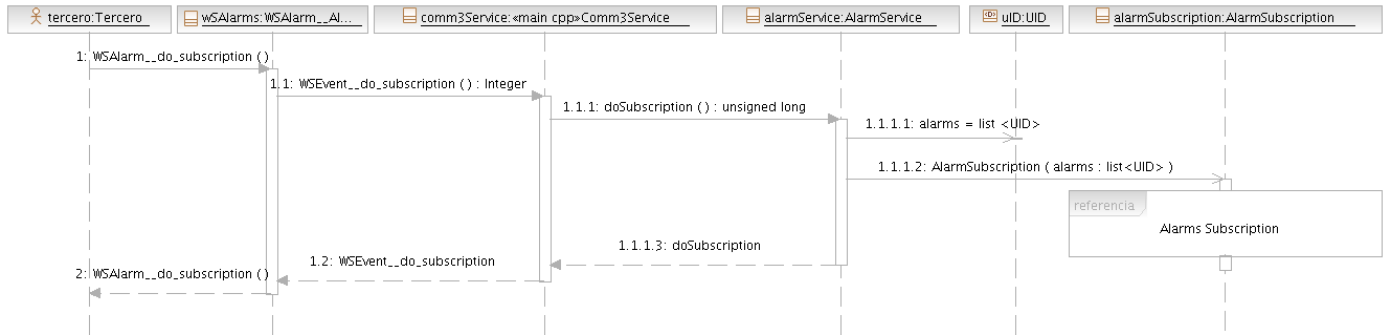 tercero:Tercero
wSAlarms:WSAlarm__Al...
comm3Service:«main cpp»Comm3Service
alarmService:AlarmService
uID:UID
alarmSubscription:AlarmSubscription
1: WSAlarm__do_subscription ( )
1.1: WSEvent__do_subscription ( ) : Integer
1.1.1: doSubscription ( ) : unsigned long
1.1.1.1: alarms = list <UID>
1.1.1.2: AlarmSubscription ( alarms : list<UID> )
referencia
Alarms Subscription
1.1.1.3: doSubscription
1.2: WSEvent__do_subscription
2: WSAlarm__do_subscription ( )